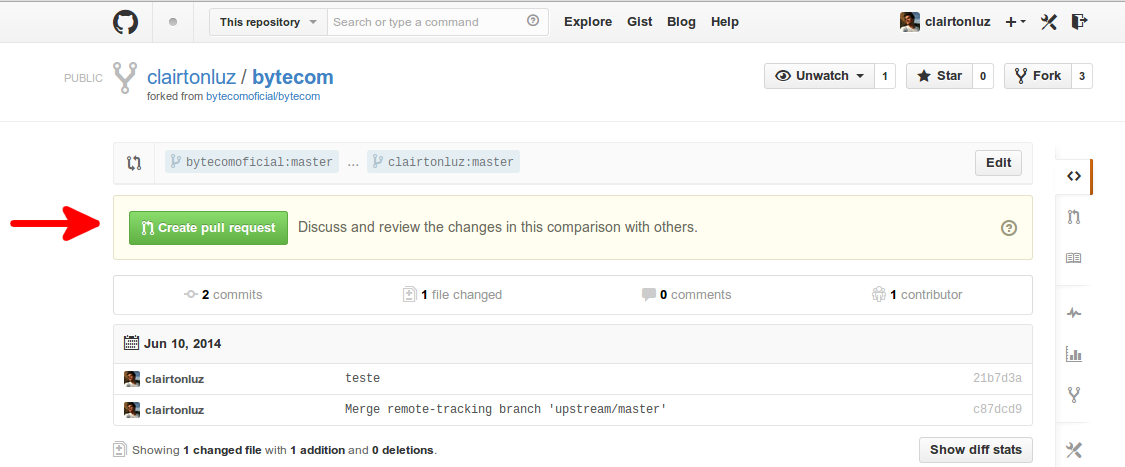 This repository Search or type a command Explore Gist Blog Help clairtonluz
PUBLIC clairtonluz / bytecom Unwatch 1 Star 0 Fork 3
forked from bytecomoficial/bytecom
bytecomoficial:master ... clairtonluz:master Edit
Create pull request Discuss and review the changes in this comparison with others.
2 commits 1 file changed 0 comments 1 contributor
Jun 10, 2014
clairtonluz teste 21b7d3a
clairtonluz Merge remote-tracking branch 'upstream/master' c87dcd9
Showing 1 changed file with 1 addition and 0 deletions. Show diff stats